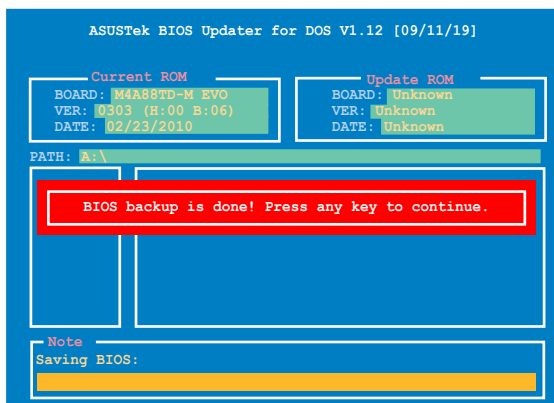 ASUSTek BIOS Updater for DOS V1.12 [09/11/19]
Current ROM
BOARD: M4A88TD-M EVO
VER: 0303 (H:00 B:06)
DATE: 02/23/2010
Update ROM
BOARD: Unknown
VER: Unknown
DATE: Unknown
PATH: A:\
BIOS backup is done! Press any key to continue.
Note
Saving BIOS: